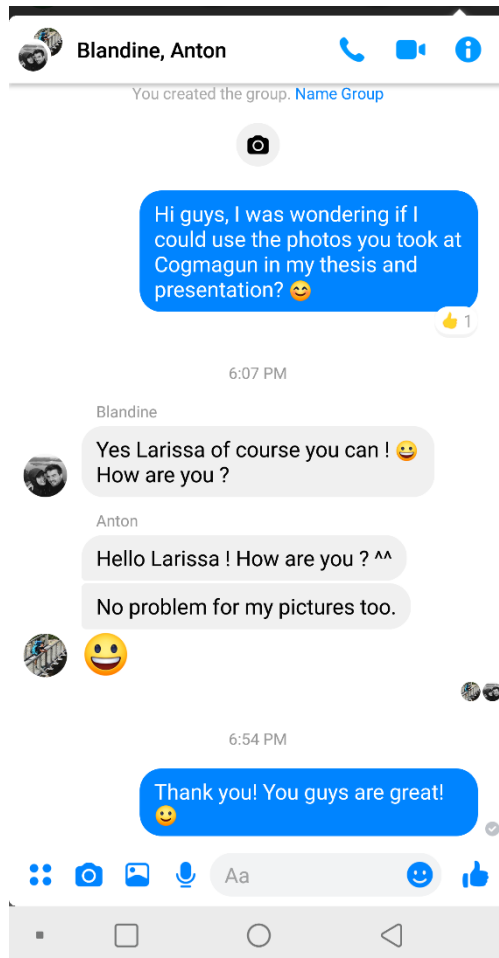 Blandine, Anton
You created the group. Name Group
Hi guys, I was wondering if I
could use the photos you took at
Cogmagun in my thesis and
presentation? 😊
👍 1
6:07 PM
Blandine
Yes Larissa of course you can ! 😀
How are you ?
Anton
Hello Larissa ! How are you ? ^^
No problem for my pictures too.
😃
6:54 PM
Thank you! You guys are great!
🙂
Aa